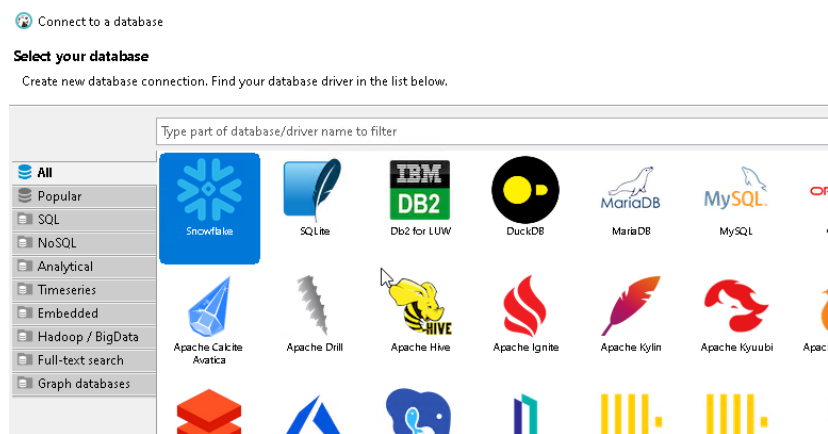 Connect to a database
Select your database
Create new database connection. Find your database driver in the list below.
Type part of database/driver name to filter
All
Popular
SQL
NoSQL
Analytical
Timeseries
Embedded
Hadoop / BigData
Full-text search
Graph databases
Snowflake
SQLite
IBM
DB2
Db2 for LUW
DuckDB
MariaDB
MariaDB
MySQL
MySQL
Apache Calcite
Avatica
Apache Drill
HIVE
Apache Hive
Apache Ignite
Apache Kylin
Apache Kyuubi